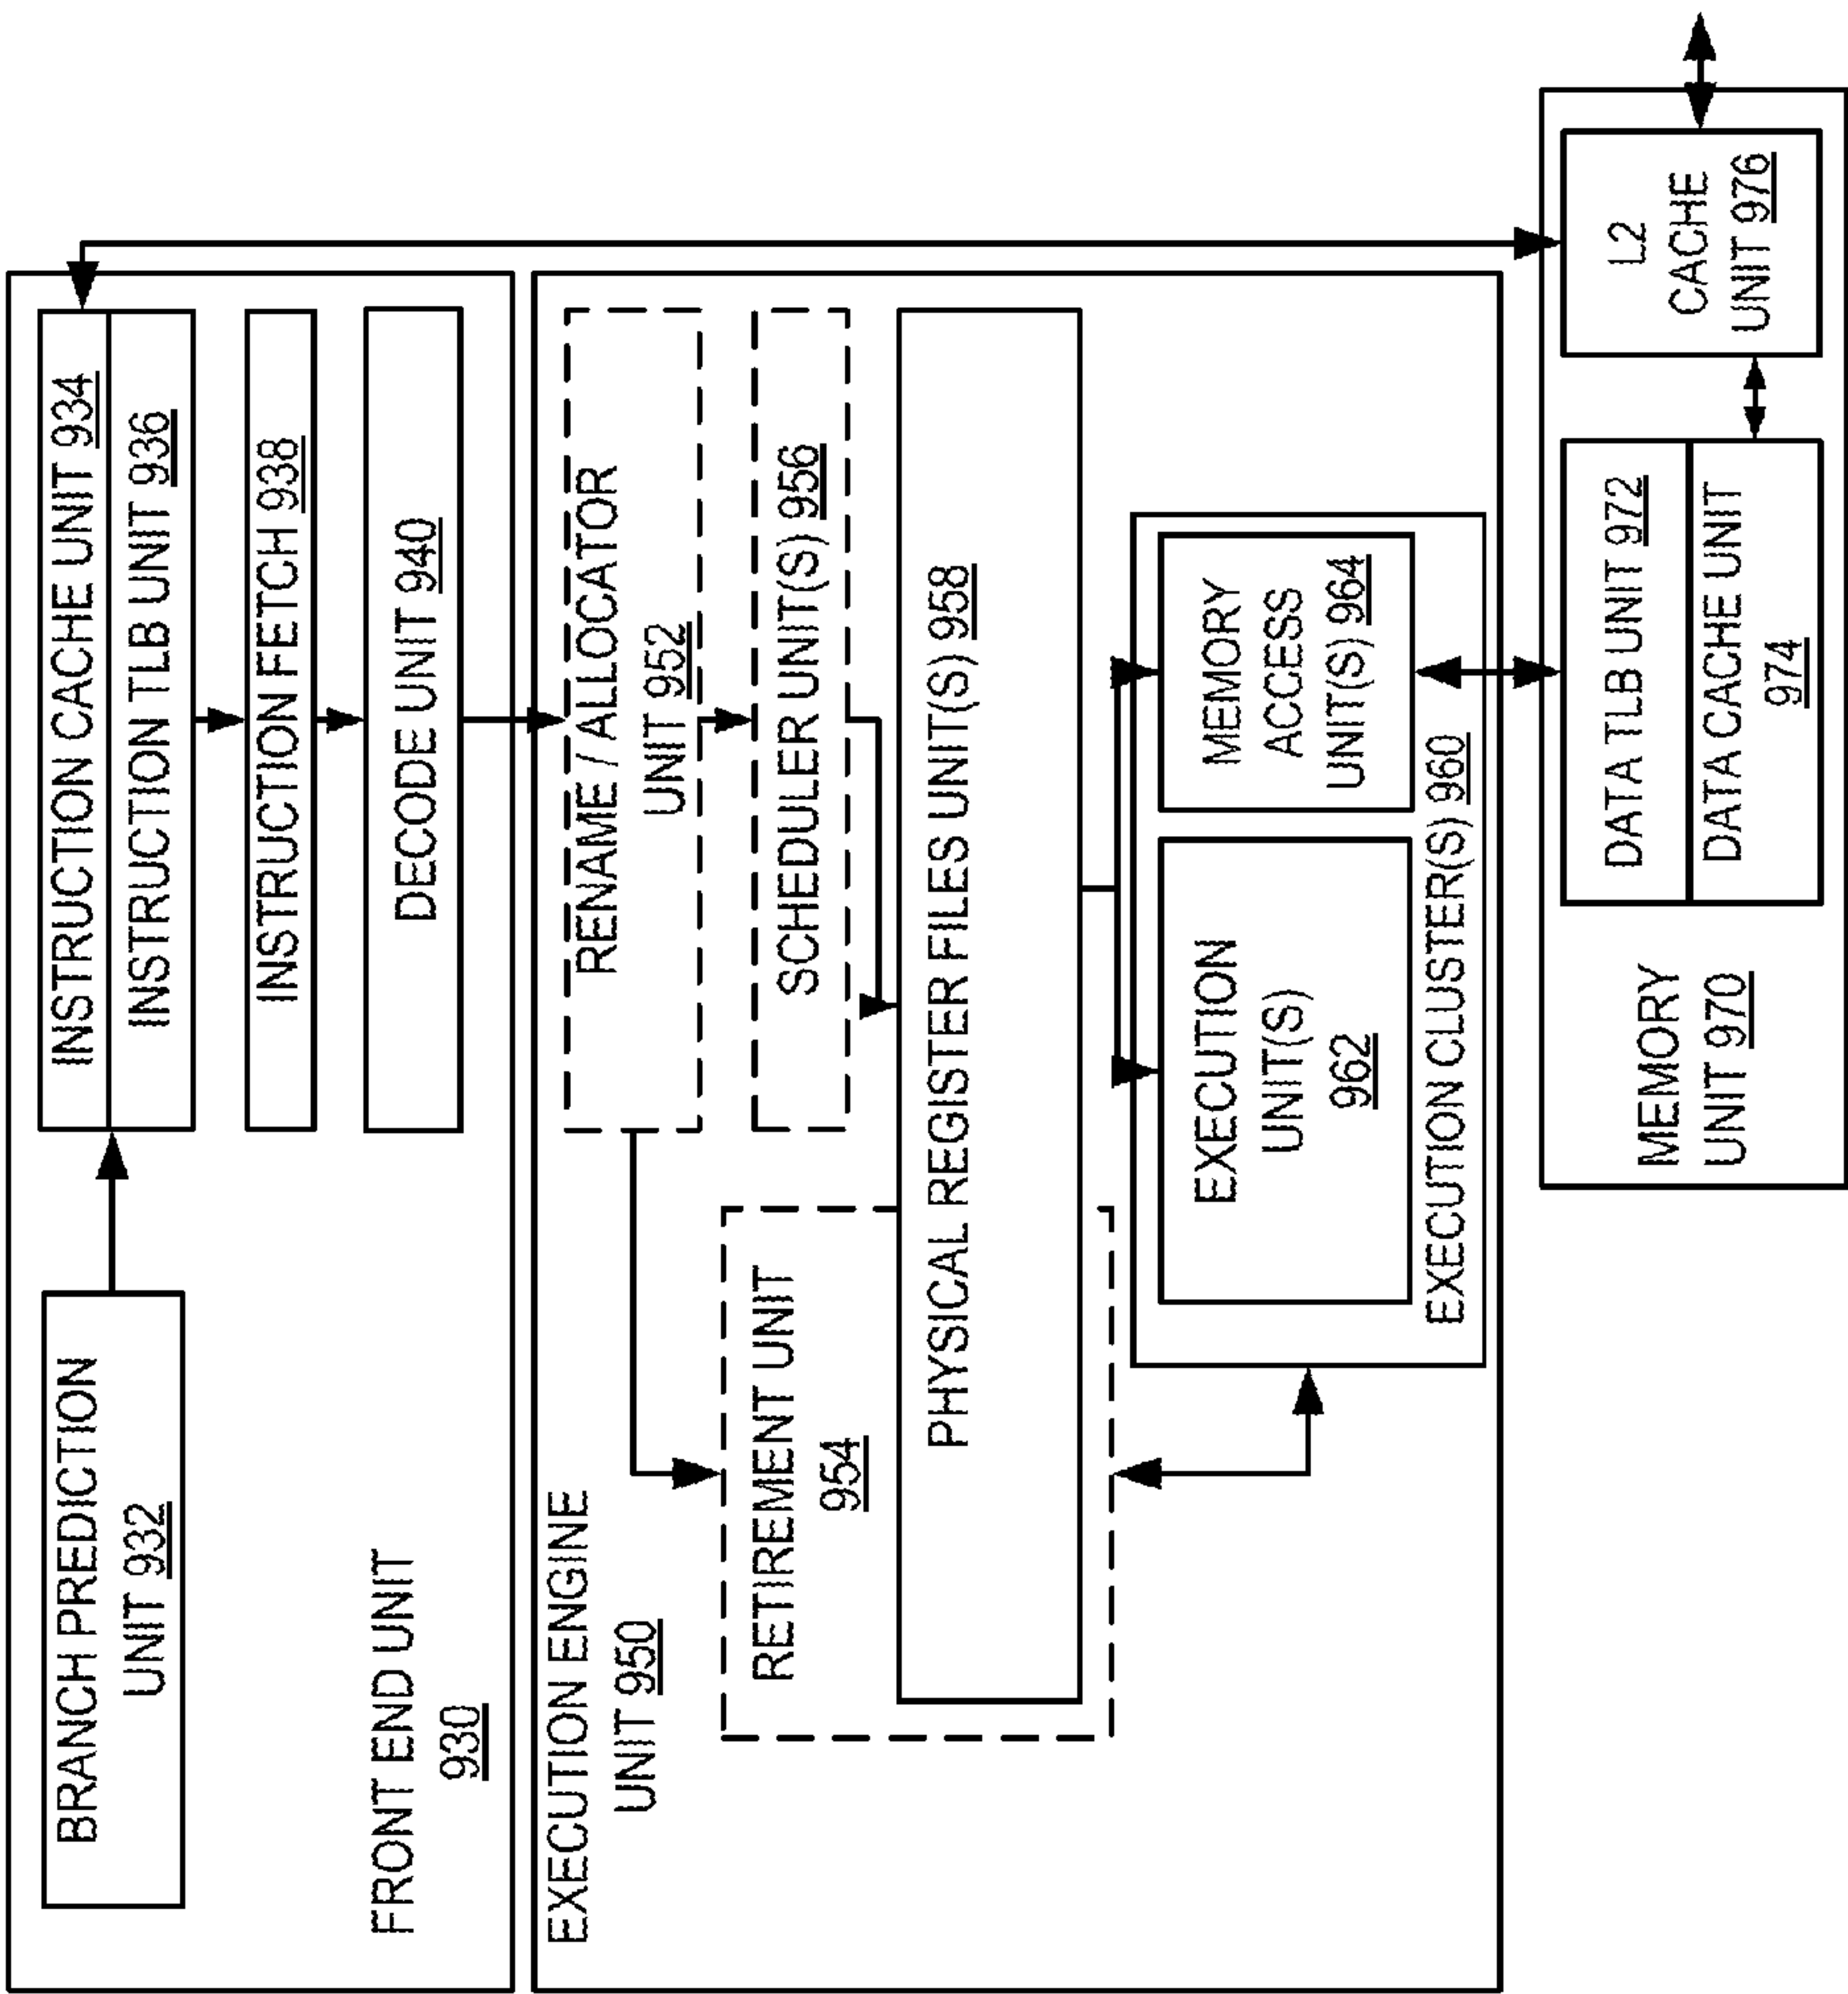 BRANCH PREDICTION
UNIT 932
INSTRUCTION CACHE UNIT 934
INSTRUCTION TLB UNIT 936
INSTRUCTION FETCH 938
DECODE UNIT 940
FRONT END UNIT
930
EXECUTION ENGINE
UNIT 950
RENAME / ALLOCATOR
UNIT 952
SCHEDULER UNIT(S) 956
RETIREMENT UNIT
954
PHYSICAL REGISTER FILES UNIT(S) 958
EXECUTION
UNIT(S)
962
MEMORY
ACCESS
UNIT(S) 964
EXECUTION CLUSTER(S) 960
MEMORY
UNIT 970
DATA TLB UNIT 972
DATA CACHE UNIT
974
L2
CACHE
UNIT 976